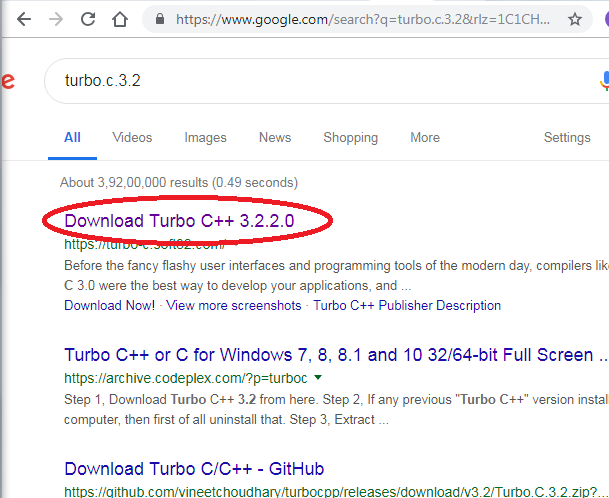 https://www.google.com/search?q=turbo.c.3.2&rlz=1C1CH...
e
turbo.c.3.2
All Videos Images News Shopping More Settings
About 3,92,00,000 results (0.49 seconds)
Download Turbo C++ 3.2.2.0
https://turbo-c.soft32.com/
Before the fancy flashy user interfaces and programming tools of the modern day, compilers like
C 3.0 were the best way to develop your applications, and ...
Download Now! · View more screenshots · Turbo C++ Publisher Description
Turbo C++ or C for Windows 7, 8, 8.1 and 10 32/64-bit Full Screen ...
https://archive.codeplex.com/?p=turboc
Step 1, Download Turbo C++ 3.2 from here. Step 2, If any previous "Turbo C++" version install
computer, then first of all uninstall that. Step 3, Extract ...
Download Turbo C/C++ - GitHub
https://github.com/vineetchoudhary/turbocpp/releases/download/v3.2/Turbo.C.3.2.zip?...